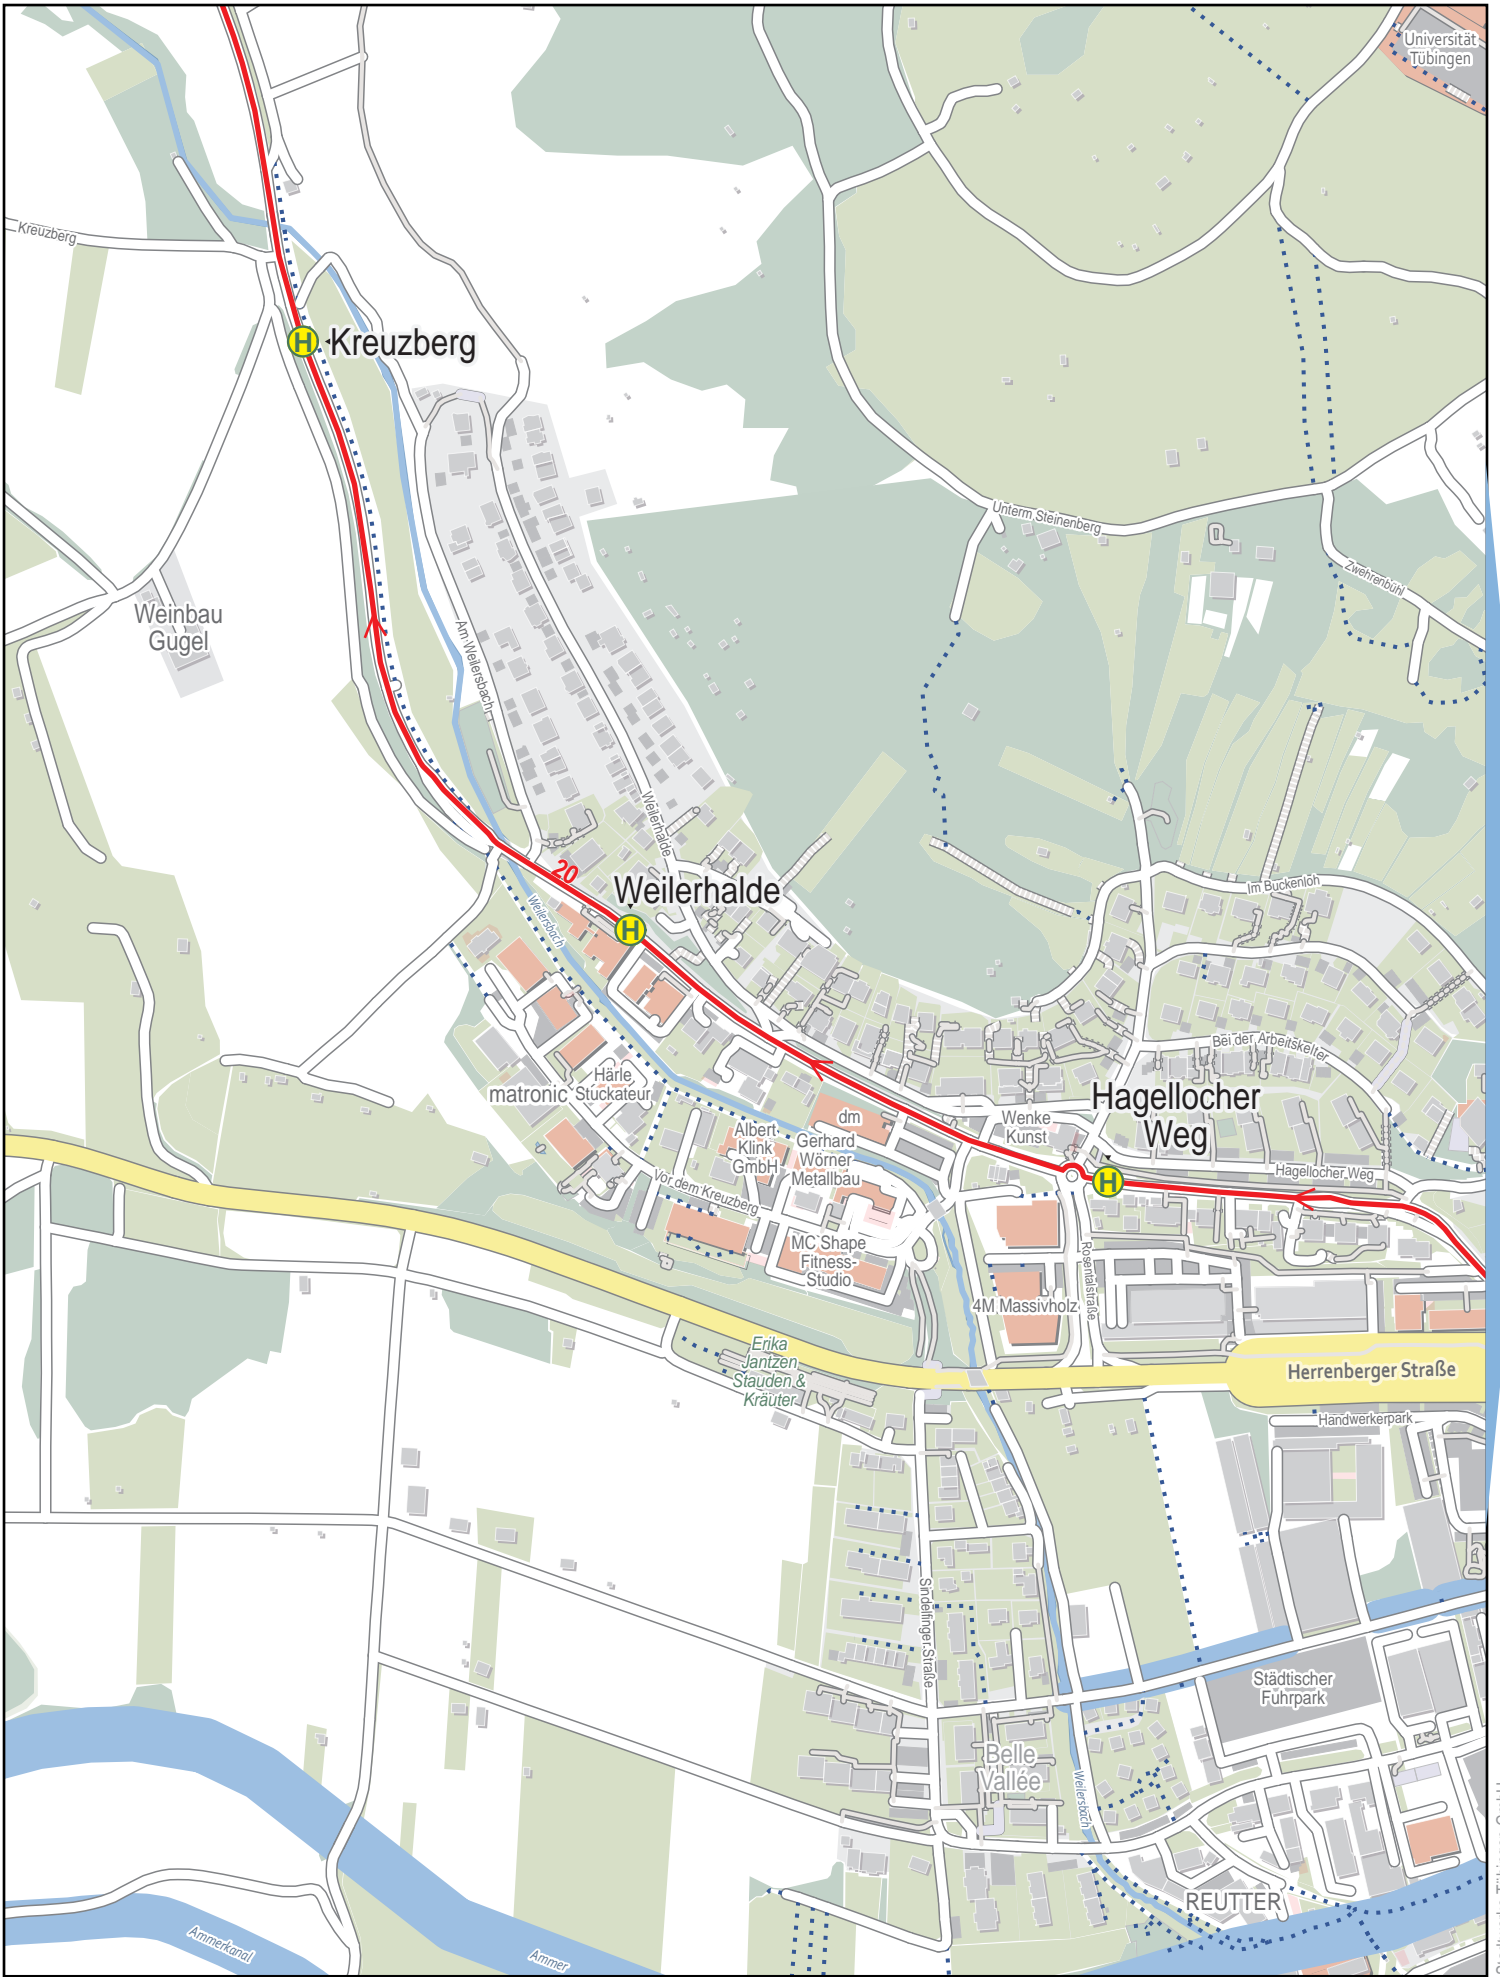 Universität
Tübingen
Kreuzberg
H
Kreuzberg
Unterm Steinenberg
Zwehrenbühl
Weinbau
Gugel
Am Weilersbach
Weilerhalde
20
Weilerhalde
H
Im Buckenloh
Weilersbach
Bei der Arbeitskelter
Härle
Stuckateur
matronic
Hagellocher
Weg
H
dm
Wenke
Kunst
Albert
Klink
GmbH
Gerhard
Wörner
Metallbau
Hagellocher Weg
Vor dem Kreuzberg
MC Shape
Fitness-
Studio
Rosentalstraße
4M Massivholz
Erika
Jantzen
Stauden &
Kräuter
Herrenberger Straße
Handwerkerpark
Sindelfinger Straße
Städtischer
Fuhrpark
Belle
Vallée
Weilersbach
REUTTER
Ammerkanal
Ammer